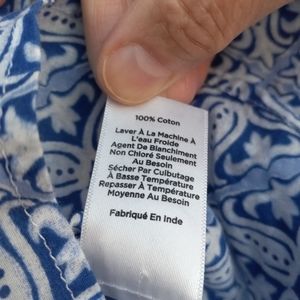 100% Coton
Laver À La Machine À
L'eau Froide
Agent De Blanchiment
Non Chloré Seulement
Au Besoin
Sécher Par Culbutage
À Basse Température
Repasser À Température
Moyenne Au Besoin
Fabriqué En Inde